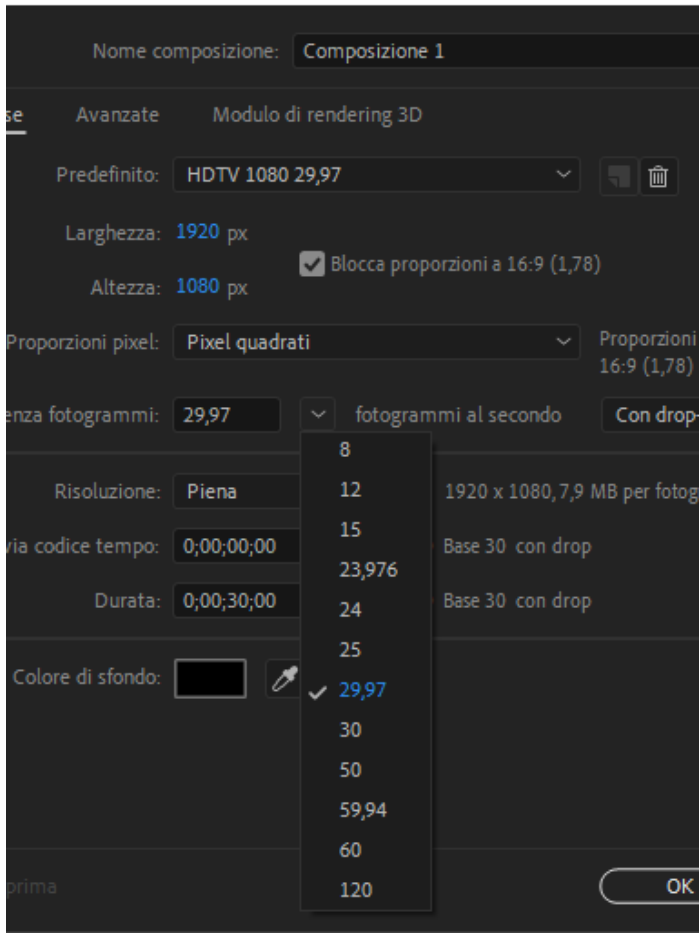 Nome composizione: Composizione 1
se Avanzate Modulo di rendering 3D
Predefinito: HDTV 1080 29,97
Larghezza: 1920 px
Blocca proporzioni a 16:9 (1,78)
Altezza: 1080 px
Proporzioni pixel: Pixel quadrati Proporzioni
16:9 (1,78)
enza fotogrammi: 29,97 fotogrammi al secondo Con drop-
8
Risoluzione: Piena 12 1920 x 1080, 7,9 MB per fotog
15
via codice tempo: 0;00;00;00 Base 30 con drop
23,976
Durata: 0;00;30;00 24 Base 30 con drop
25
Colore di sfondo: 29,97
30
50
59,94
60
prima 120 OK